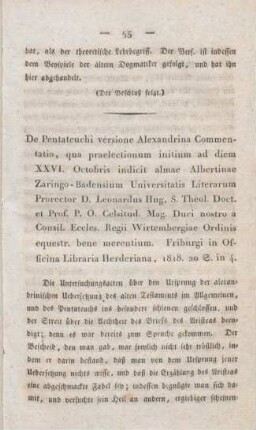 — 85 —
hat, als der theoretische Lehrbegriff. Der Verf. ist indessen
dem Beyspiele der ältern Dogmatiker gefolgt, und hat ihn
hier abgehandelt.
(Der Beschluß folgt.)
De Pentateuchi versione Alexandrina Commen-
tatio, qua praelectionum initium ad diem
XXVI. Octobris indicit almae Albertinae
Zaringo-Badensium Universitatis Literarum
Prorector D. Leonardus Hug, S. Theol. Doct.
et Prof. P. O. Celsitud. Mag. Duci nostro a
Consil. Eccles. Regii Wirtembergiae Ordinis
equestr. bene merentium. Friburgi in Of-
ficina Libraria Herderiana, 1818. 20 S. in 4.
Die Untersuchungsacten über den Ursprung der alexan-
drinischen Uebersetzung des alten Testaments im Allgemeinen,
und des Pentateuchs ins besondere schienen geschlossen, und
der Streit über die Aechtheit des Briefs des Aristeas been-
digt; denn es war bereits zum Spruche gekommen. Der
Bescheid, den man gab, war jedoch nicht sehr tröstlich, in-
dem er darin bestand, daß man von dem Ursprung jener
Uebersetzung nichts wisse, und daß die Erzählung des Aristeas
eine abgeschmackte Fabel sey; indessen begnügte man sich da-
mit, und versuchte sein Heil an andern, ergiebiger scheinen-